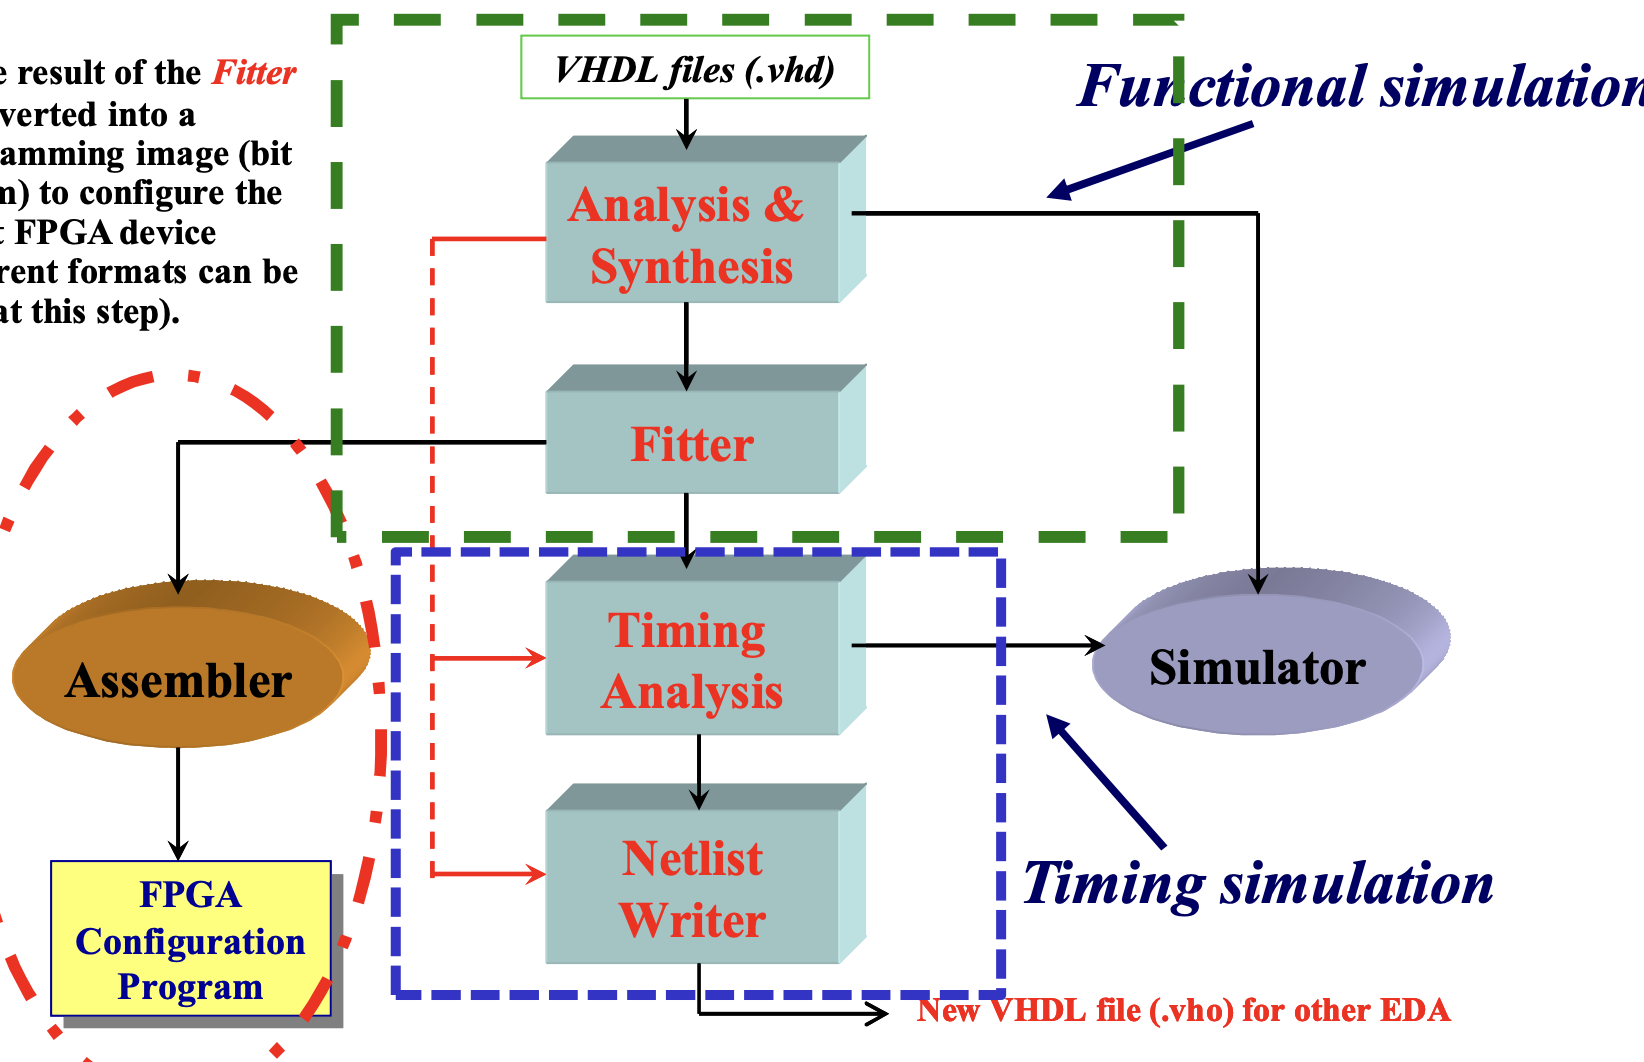 e result of the Fitter
verted into a
amming image (bit
m) to configure the
t FPGA device
rent formats can be
at this step).
VHDL files (.vhd)
Functional simulation
Analysis &
Synthesis
Fitter
Timing
Analysis
Assembler
Simulator
Netlist
Writer
Timing simulation
FPGA
Configuration
Program
New VHDL file (.vho) for other EDA